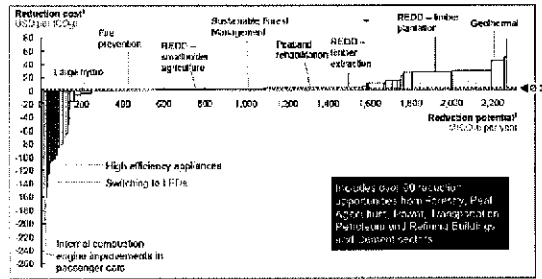 Reduction cost¹
USD per tCO₂e
80
60
40
20
0
-20
-40
-60
-80
-100
-120
-140
-160
-180
-200
-220
-240
-260
Fire
prevention
Large hydro
REDD –
smallholder
agriculture
Sustainable Forest
Management
Peatland
rehabilitation
REDD –
timber
extraction
REDD – timber
plantation
Geothermal
200
400
600
800
1,000
1,200
1,400
1,600
1,800
2,000
2,200
Reduction potential¹
per year
High efficiency appliances
Switching to LEDs
Internal combustion
engine improvements in
passenger cars
Includes over 90 reduction
opportunities from Forestry, Peat
Agriculture, Power, Transportation
Petroleum and Refining Buildings
and Cement sectors